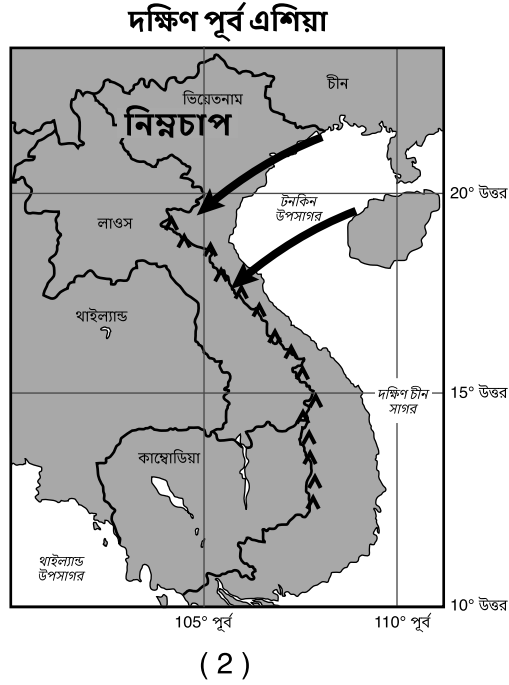 দক্ষিণ পূর্ব এশিয়া
চীন
ভিয়েতনাম
নিম্নচাপ
20° উত্তর
টনকিন
উপসাগর
লাওস
থাইল্যান্ড
15° উত্তর
দক্ষিণ চীন
সাগর
কাম্বোডিয়া
থাইল্যান্ড
উপসাগর
10° উত্তর
105° পূর্ব
110° পূর্ব
( 2 )